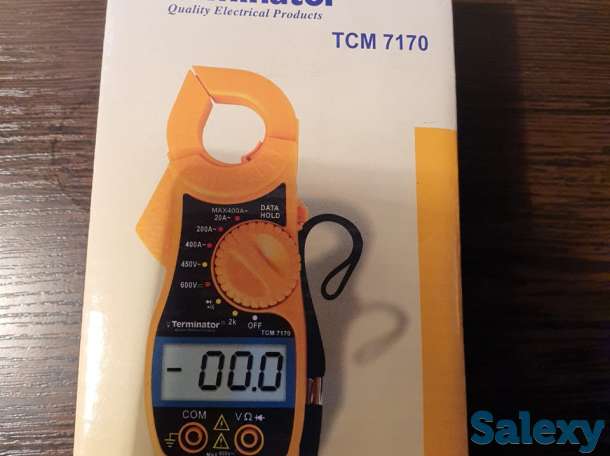 Quality Electrical Products
TCM 7170
MAX400A~
DATA
HOLD
20A~
200A~
400A~
450V~
600V
2k
OFF
Terminator
TCM 7170
- 00.0
COM
VΩ
Max
Salexy